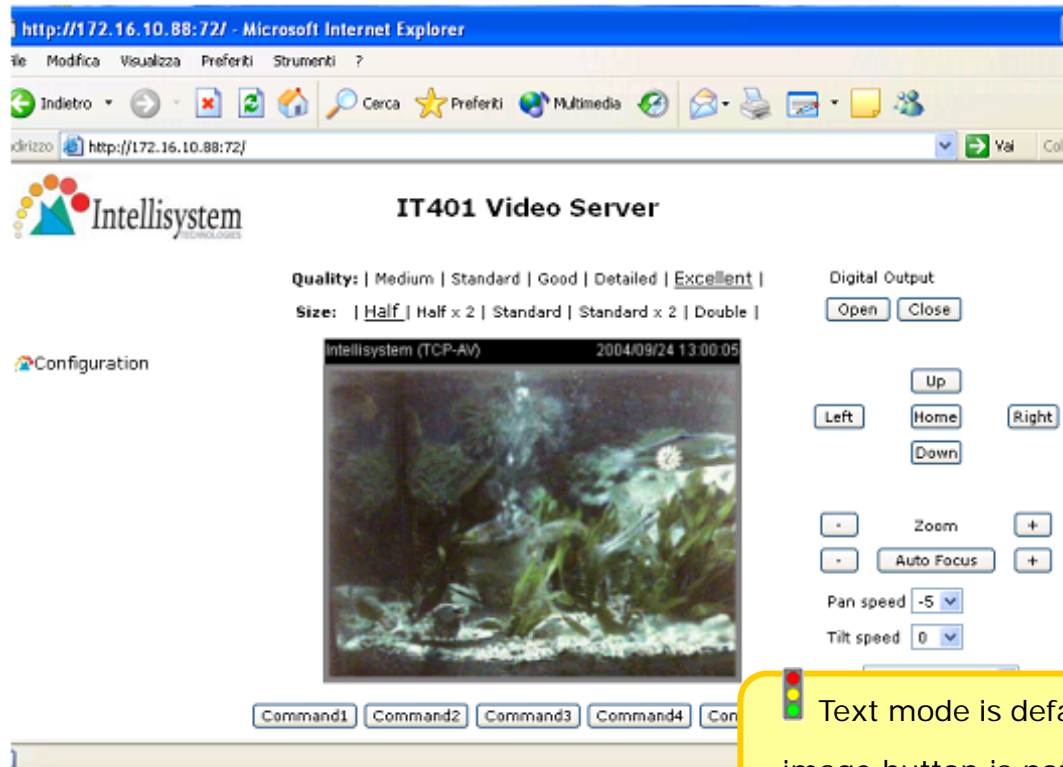 http://172.16.10.88:72/ - Microsoft Internet Explorer
Modifica Visualizza Preferiti Strumenti ?
Indietro Cerca Preferiti Multimedia
http://172.16.10.88:72/ Vai
Intellisystem
TECHNOLOGIES
IT401 Video Server
Quality: | Medium | Standard | Good | Detailed | Excellent |
Size: | Half | Half x 2 | Standard | Standard x 2 | Double |
Configuration
Intellisystem (TCP-AV) 2004/09/24 13:00:05
Digital Output
Open Close
Up
Left Home Right
Down
- Zoom +
- Auto Focus +
Pan speed -5
Tilt speed 0
Command1 Command2 Command3 Command4
Text mode is
image button is